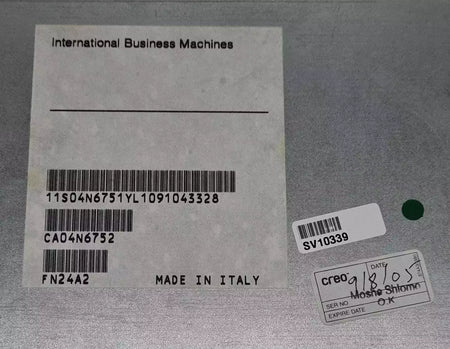 International Business Machines
11S04N6751YL1091043328
CA04N6752
FN24A2 MADE IN ITALY
SV10339
creo DATE
9/8/05
SER NO Moshe Shlomn
O.K
EXPIRE DATE